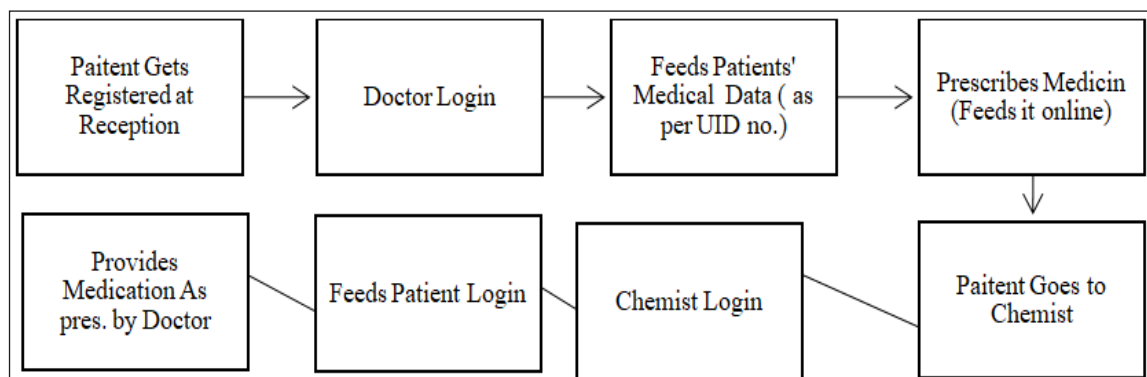 Paitent Gets
Registered at
Reception
Doctor Login
Feeds Patients'
Medical Data ( as
per UID no.)
Prescribes Medicin
(Feeds it online)
Provides
Medication As
pres. by Doctor
Feeds Patient Login
Chemist Login
Paitent Goes to
Chemist